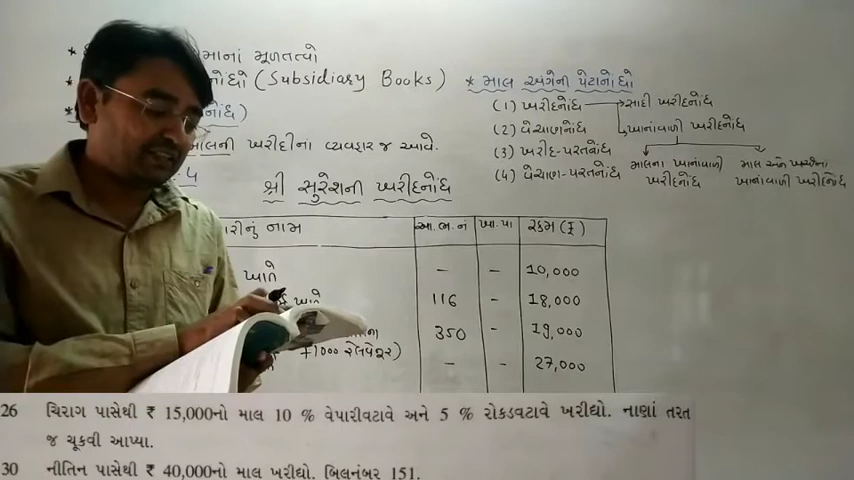 * માનાં મૂળતત્વો
* નોંધો (Subsidiary Books)
* નોંધ)
માલની ખરીદીના વ્યવહાર જ આવે.
૫
શ્રી સુરેશની ખરીદનોંધ
* માલ અંગેની પેટાનોંધો
(1) ખરીદનોંધ → સાદી ખરીદનોંધ
ખાનાંવાળી ખરીદનોંધ
(2) વેચાણનોંધ
(3) ખરીદ-પરતનોંધ
(4) વેચાણ-પરતનોંધ
માલના ખાનાંવાળી ખરીદનોંધ
માલ અને ખર્ચના ખાનાંવાળી ખરીદનોંધ
રીનું નામ આ.ભ.નં ખા.પા રકમ (₹)
ખાતે - - 10,000
ખાતે 116 - 18,000
ના 350 - 19,000
₹1000 રેલવેનૂર)
- - 27,000
26 ચિરાગ પાસેથી ₹ 15,000નો માલ 10 % વેપારીવટાવે અને 5 % રોકડવટાવે ખરીદ્યો. નાણાં તરત
જ ચૂકવી આપ્યા.
30 નીતિન પાસેથી ₹ 40,000નો માલ ખરીદ્યો. બિલનંબર 151.